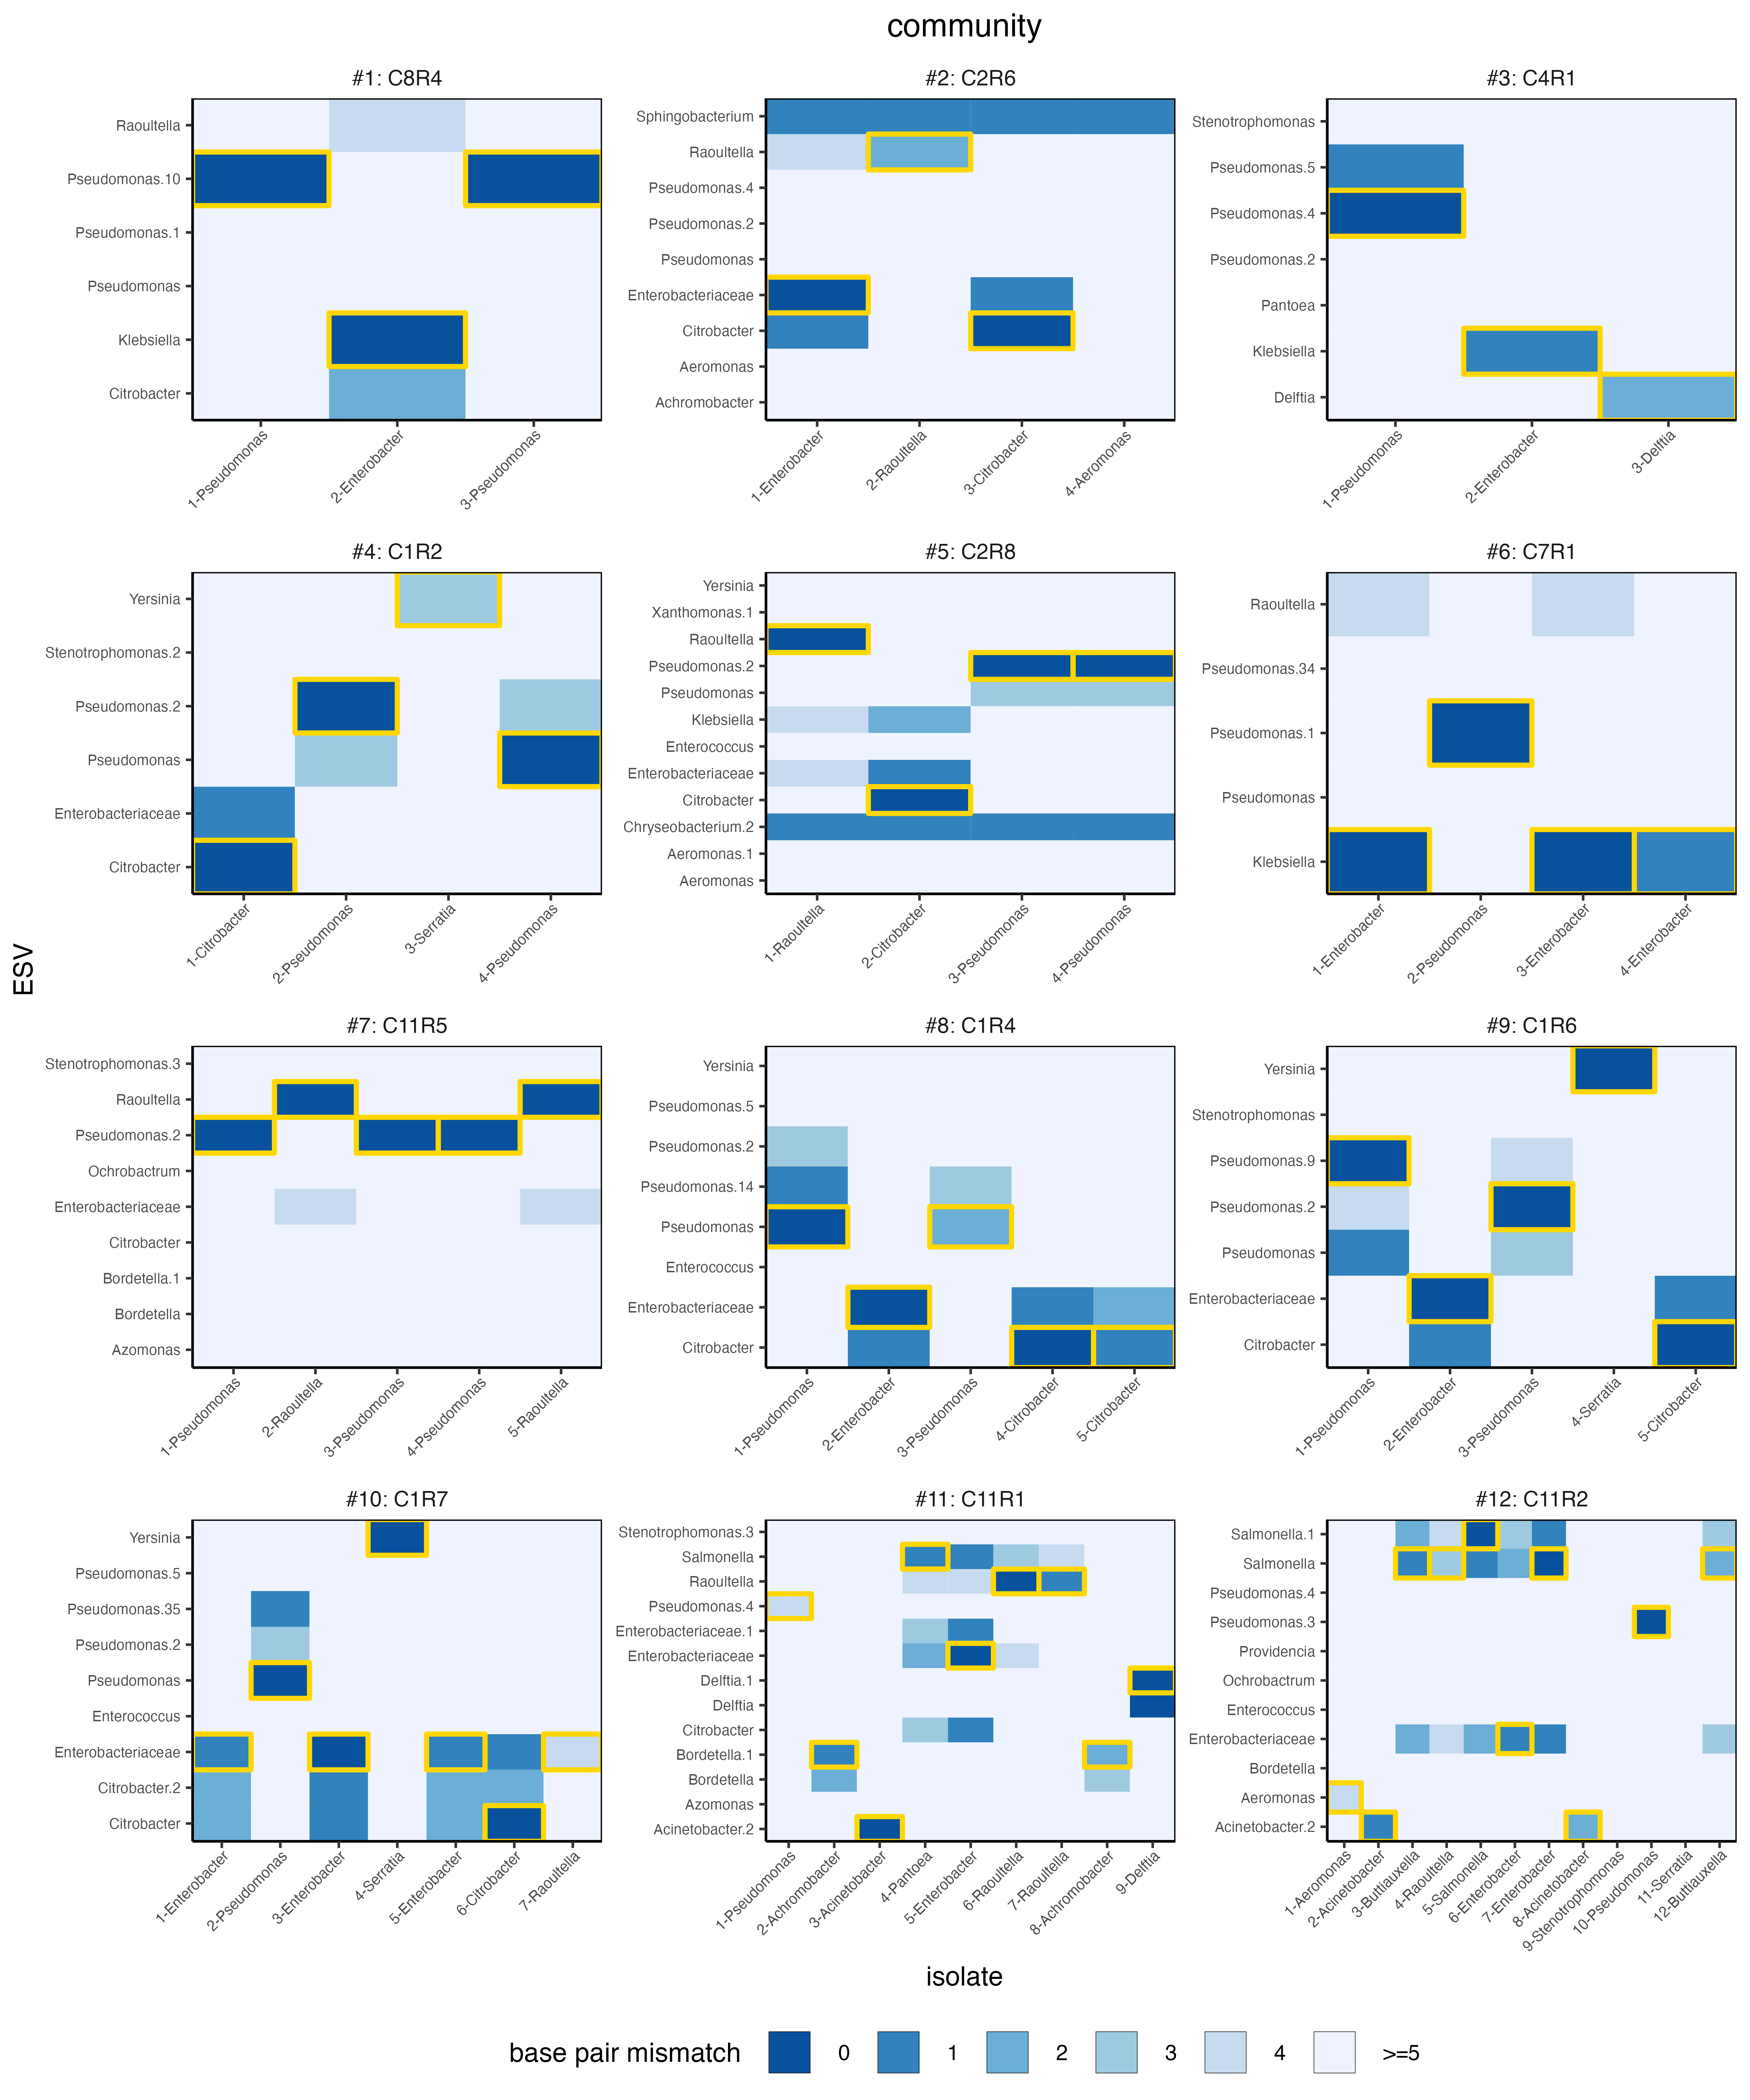 community
#1: C8R4
Raoultella
Pseudomonas.10
Pseudomonas.1
Pseudomonas
Klebsiella
Citrobacter
1-Pseudomonas
2-Enterobacter
3-Pseudomonas
#2: C2R6
Sphingobacterium
Raoultella
Pseudomonas.4
Pseudomonas.2
Pseudomonas
Enterobacteriaceae
Citrobacter
Aeromonas
Achromobacter
1-Enterobacter
2-Raoultella
3-Citrobacter
4-Aeromonas
#3: C4R1
Stenotrophomonas
Pseudomonas.5
Pseudomonas.4
Pseudomonas.2
Pantoea
Klebsiella
Delftia
1-Pseudomonas
2-Enterobacter
3-Delftia
#4: C1R2
Yersinia
Stenotrophomonas.2
Pseudomonas.2
Pseudomonas
Enterobacteriaceae
Citrobacter
1-Citrobacter
2-Pseudomonas
3-Serratia
4-Pseudomonas
#5: C2R8
Yersinia
Xanthomonas.1
Raoultella
Pseudomonas.2
Pseudomonas
Klebsiella
Enterococcus
Enterobacteriaceae
Citrobacter
Chryseobacterium.2
Aeromonas.1
Aeromonas
1-Raoultella
2-Citrobacter
3-Pseudomonas
4-Pseudomonas
#6: C7R1
Raoultella
Pseudomonas.34
Pseudomonas.1
Pseudomonas
Klebsiella
1-Enterobacter
2-Pseudomonas
3-Enterobacter
4-Enterobacter
ESV
#7: C11R5
Stenotrophomonas.3
Raoultella
Pseudomonas.2
Ochrobactrum
Enterobacteriaceae
Citrobacter
Bordetella.1
Bordetella
Azomonas
1-Pseudomonas
2-Raoultella
3-Pseudomonas
4-Pseudomonas
5-Raoultella
#8: C1R4
Yersinia
Pseudomonas.5
Pseudomonas.2
Pseudomonas.14
Pseudomonas
Enterococcus
Enterobacteriaceae
Citrobacter
1-Pseudomonas
2-Enterobacter
3-Pseudomonas
4-Citrobacter
5-Citrobacter
#9: C1R6
Yersinia
Stenotrophomonas
Pseudomonas.9
Pseudomonas.2
Pseudomonas
Enterobacteriaceae
Citrobacter
1-Pseudomonas
2-Enterobacter
3-Pseudomonas
4-Serratia
5-Citrobacter
#10: C1R7
Yersinia
Pseudomonas.5
Pseudomonas.35
Pseudomonas.2
Pseudomonas
Enterococcus
Enterobacteriaceae
Citrobacter.2
Citrobacter
1-Enterobacter
2-Pseudomonas
3-Enterobacter
4-Serratia
5-Enterobacter
6-Citrobacter
7-Raoultella
#11: C11R1
Stenotrophomonas.3
Salmonella
Raoultella
Pseudomonas.4
Enterobacteriaceae.1
Enterobacteriaceae
Delftia.1
Delftia
Citrobacter
Bordetella.1
Bordetella
Azomonas
Acinetobacter.2
1-Pseudomonas
2-Achromobacter
3-Acinetobacter
4-Pantoea
5-Enterobacter
6-Raoultella
7-Raoultella
8-Achromobacter
9-Delftia
#12: C11R2
Salmonella.1
Salmonella
Pseudomonas.4
Pseudomonas.3
Providencia
Ochrobactrum
Enterococcus
Enterobacteriaceae
Bordetella
Aeromonas
Acinetobacter.2
1-Aeromonas
2-Acinetobacter
3-Buttiauxella
4-Raoultella
5-Salmonella
6-Enterobacter
7-Enterobacter
8-Acinetobacter
9-Stenotrophomonas
10-Pseudomonas
11-Serratia
12-Buttiauxella
isolate
base pair mismatch 0 1 2 3 4 >=5